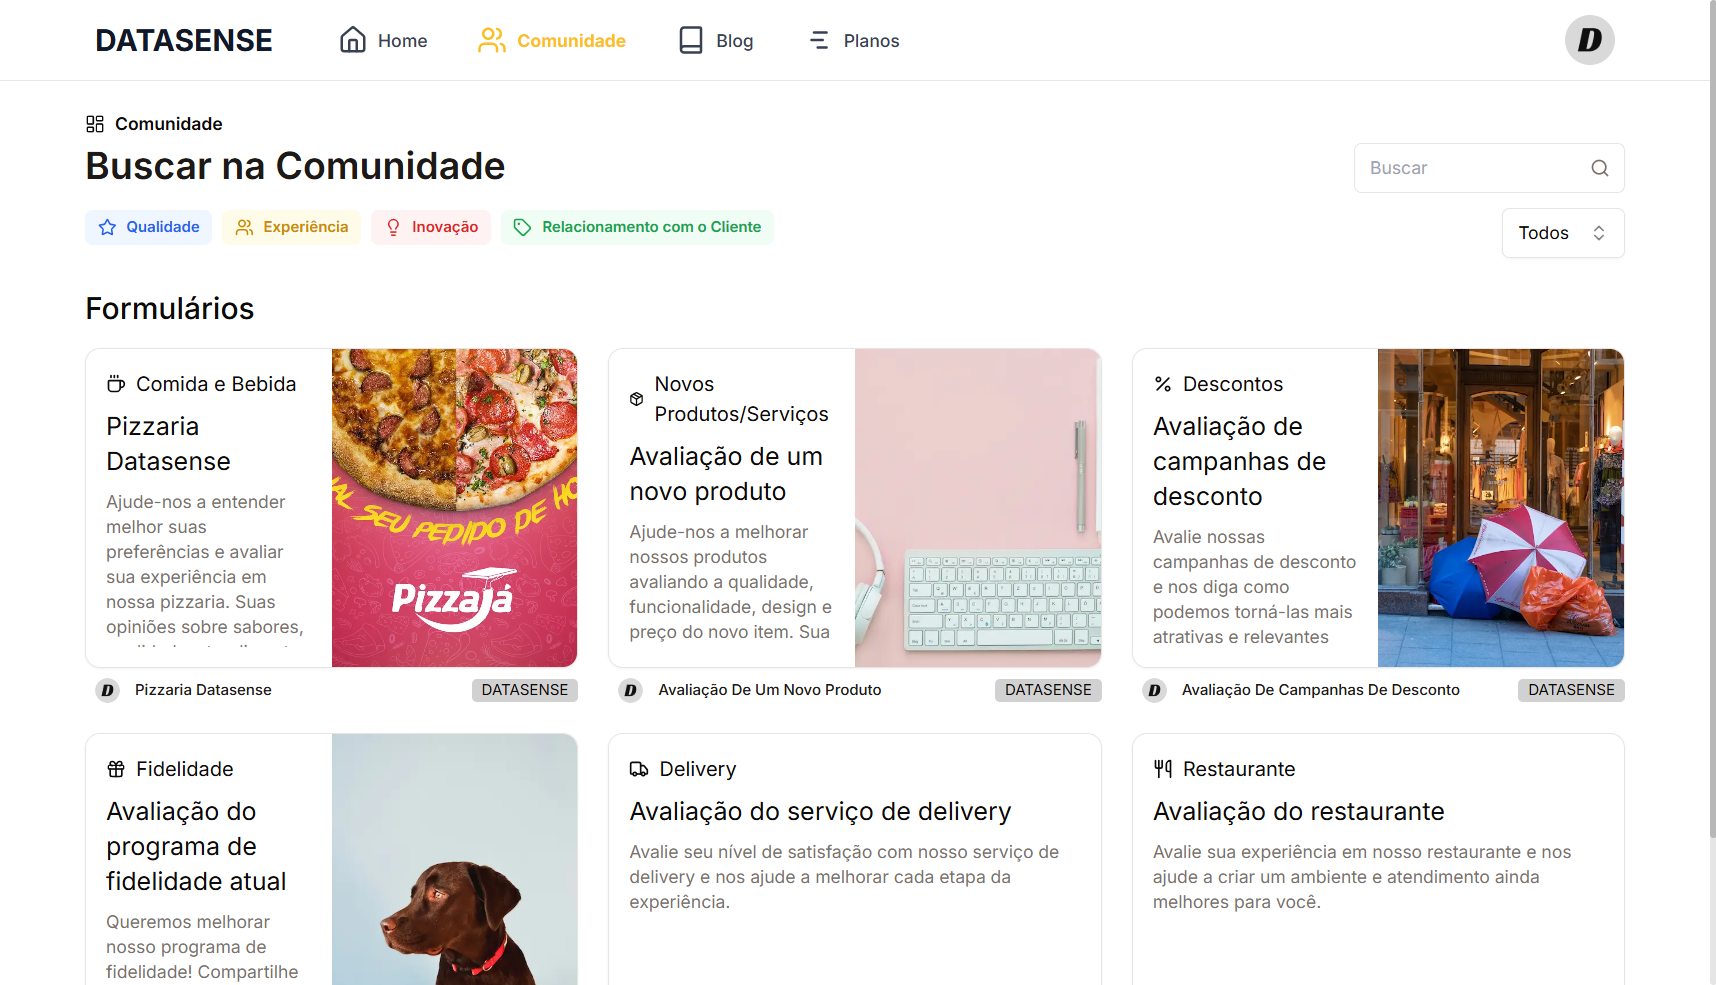 DATASENSE
Home
Comunidade
Blog
Planos
D
Comunidade
Buscar na Comunidade
Buscar
Qualidade
Experiência
Inovação
Relacionamento com o Cliente
Todos
Formulários
Comida e Bebida
Pizzaria
Datasense
Ajude-nos a entender
melhor suas
preferências e avaliar
sua experiência em
nossa pizzaria. Suas
opiniões sobre sabores,
SEU PEDIDO DE
PizzaJá
D
Pizzaria Datasense
DATASENSE
Novos
Produtos/Serviços
Avaliação de um
novo produto
Ajude-nos a melhorar
nossos produtos
avaliando a qualidade,
funcionalidade, design e
preço do novo item. Sua
D
Avaliação De Um Novo Produto
DATASENSE
Descontos
Avaliação de
campanhas de
desconto
Avalie nossas
campanhas de desconto
e nos diga como
podemos torná-las mais
atrativas e relevantes
D
Avaliação De Campanhas De Desconto
DATASENSE
Fidelidade
Avaliação do
programa de
fidelidade atual
Queremos melhorar
nosso programa de
fidelidade! Compartilhe
Delivery
Avaliação do serviço de delivery
Avalie seu nível de satisfação com nosso serviço de
delivery e nos ajude a melhorar cada etapa da
experiência.
Restaurante
Avaliação do restaurante
Avalie sua experiência em nosso restaurante e nos
ajude a criar um ambiente e atendimento ainda
melhores para você.